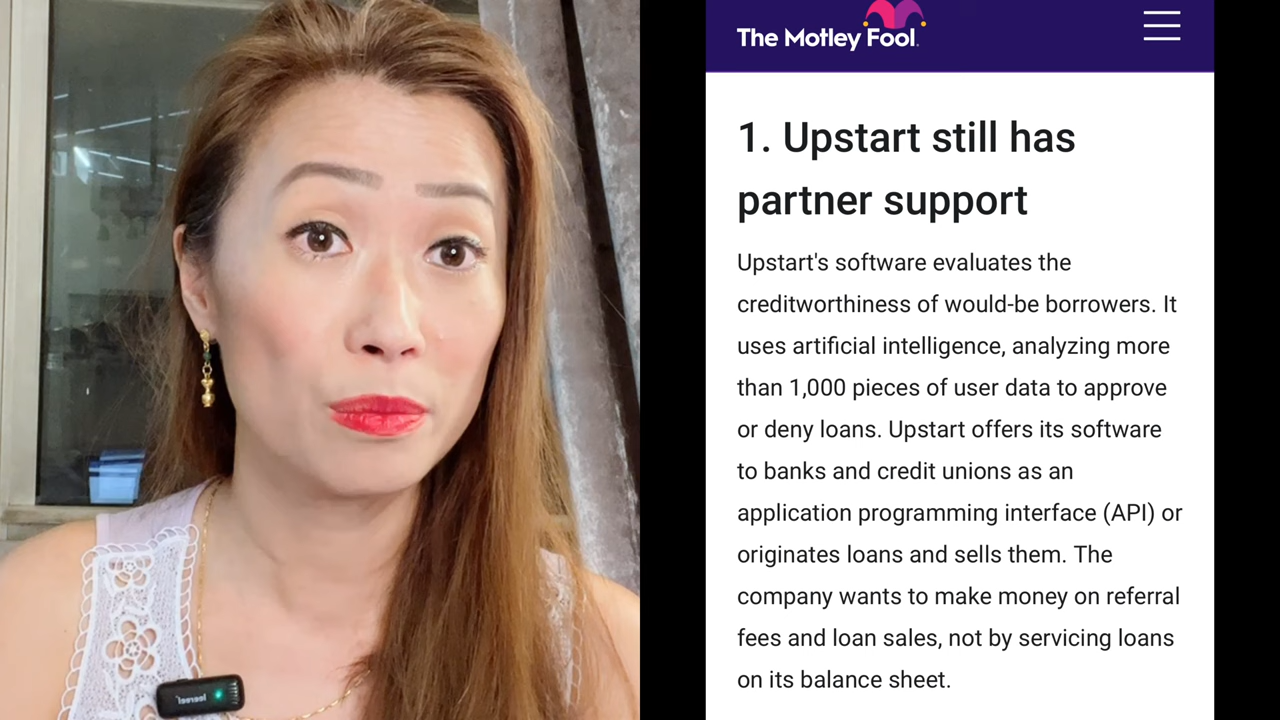 The Motley Fool.
1. Upstart still has
partner support
Upstart's software evaluates the
creditworthiness of would-be borrowers. It
uses artificial intelligence, analyzing more
than 1,000 pieces of user data to approve
or deny loans. Upstart offers its software
to banks and credit unions as an
application programming interface (API) or
originates loans and sells them. The
company wants to make money on referral
fees and loan sales, not by servicing loans
on its balance sheet.